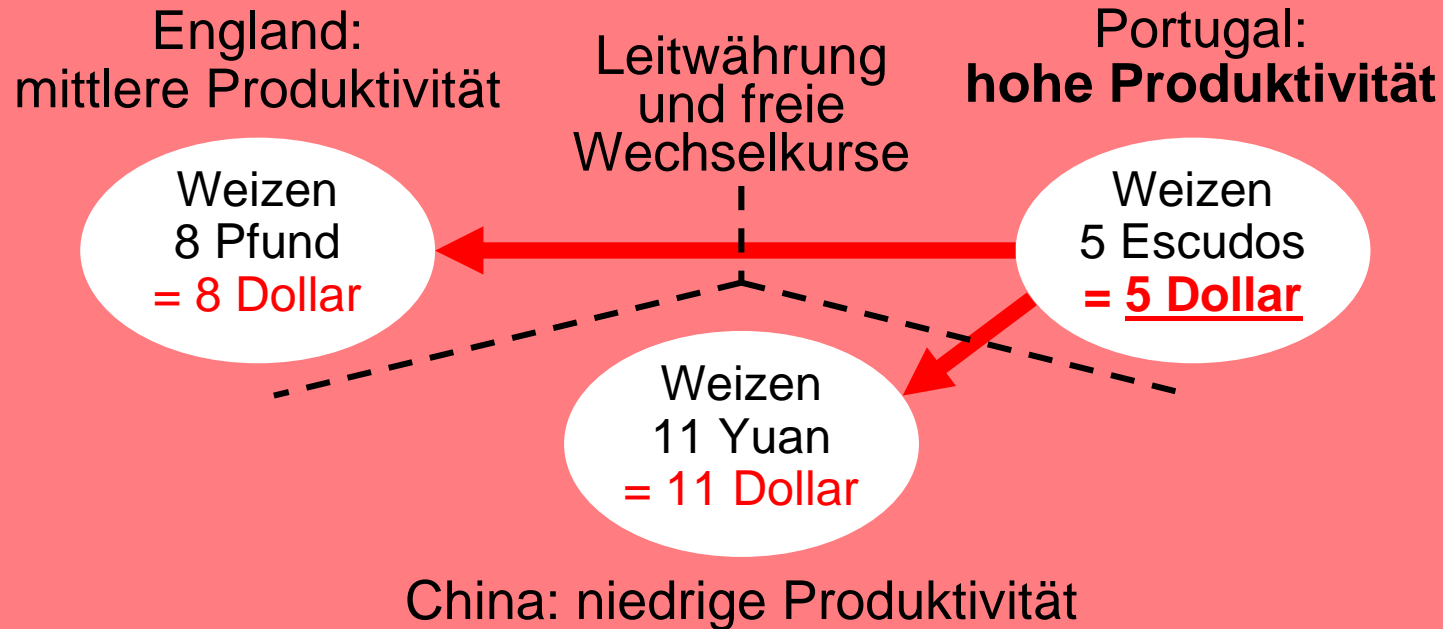 England:
mittlere Produktivität
Leitwährung
und freie
Wechselkurse
Portugal:
hohe Produktivität
Weizen
8 Pfund
= 8 Dollar
Weizen
5 Escudos
= 5 Dollar
Weizen
11 Yuan
= 11 Dollar
China: niedrige Produktivität